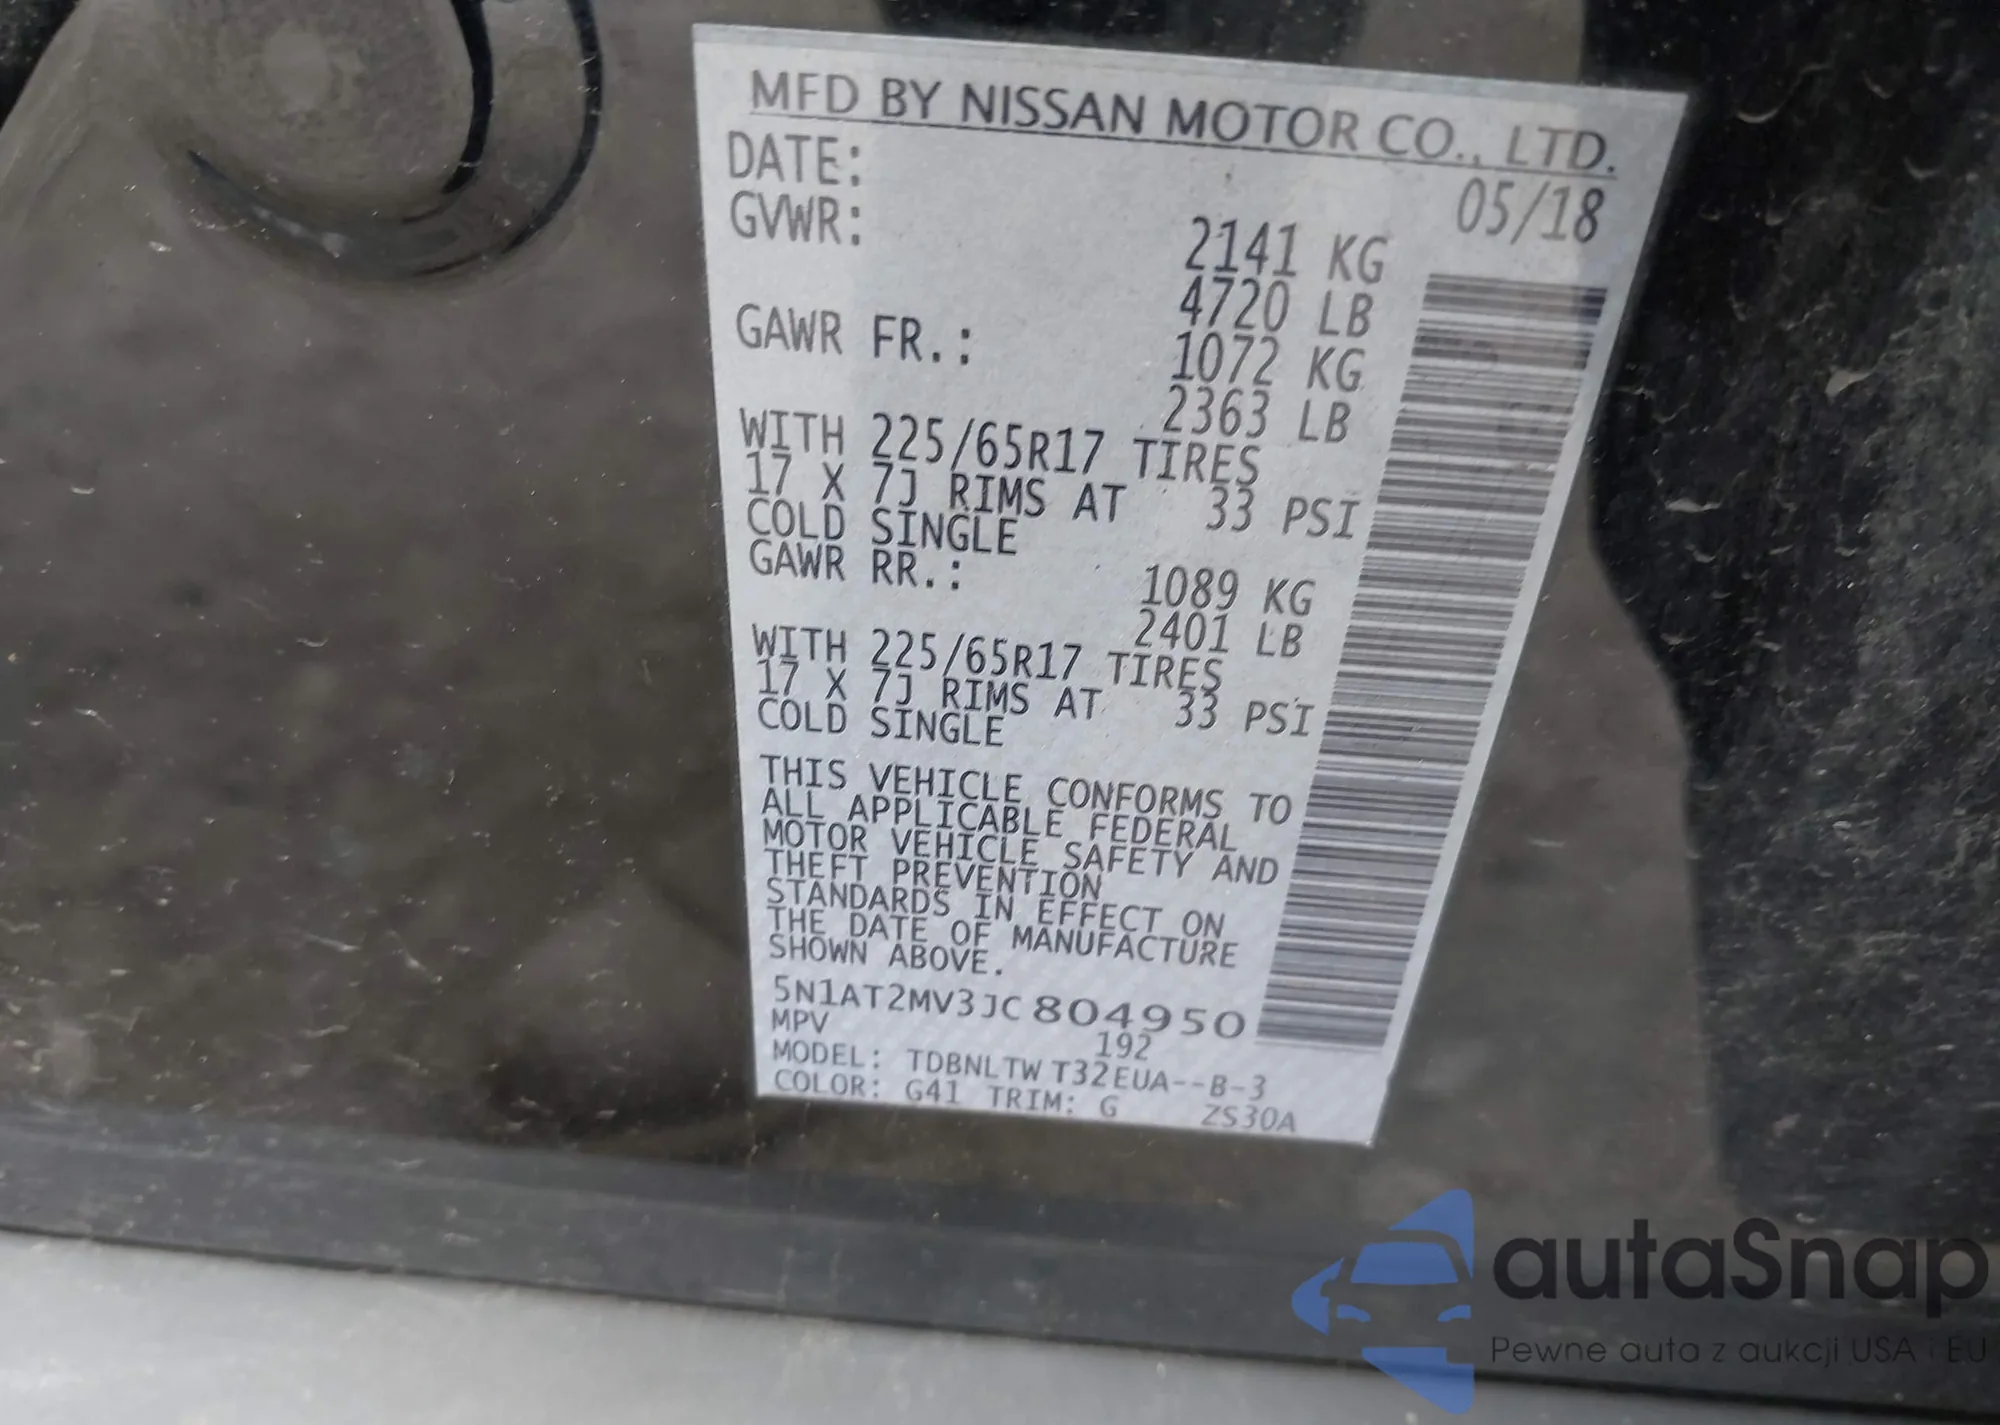 MFD BY NISSAN MOTOR CO., LTD.
DATE: 05/18
GVWR: 2141 KG
4720 LB
GAWR FR.: 1072 KG
2363 LB
WITH 225/65R17 TIRES
17 X 7J RIMS AT 33 PSI
COLD SINGLE
GAWR RR.: 1089 KG
2401 LB
WITH 225/65R17 TIRES
17 X 7J RIMS AT 33 PSI
COLD SINGLE
THIS VEHICLE CONFORMS TO
ALL APPLICABLE FEDERAL
MOTOR VEHICLE SAFETY AND
THEFT PREVENTION
STANDARDS IN EFFECT ON
THE DATE OF MANUFACTURE
SHOWN ABOVE.
5N1AT2MV3JC804950
MPV 192
MODEL: TDBNLTW T32EUA--B-3
COLOR: G41 TRIM: G ZS30A
autaSnap
Pewne auta z aukcji USA i EU